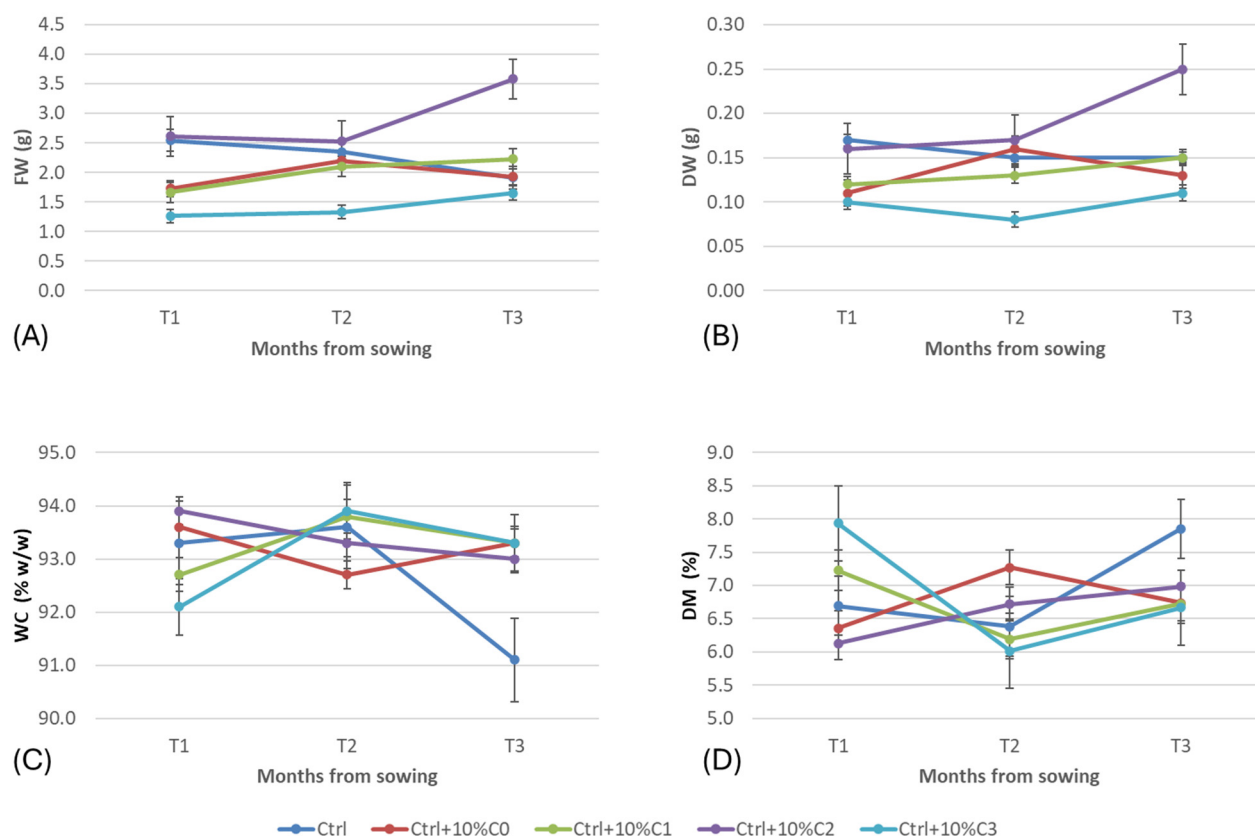 4.5
4.0
3.5
3.0
2.5
2.0
1.5
1.0
0.5
0.0
FW (g)
T1 T2 T3
Months from sowing
(A)
0.30
0.25
0.20
0.15
0.10
0.05
0.00
DW (g)
T1 T2 T3
Months from sowing
(B)
95.0
94.0
93.0
92.0
91.0
90.0
WC (% w/w)
T1 T2 T3
Months from sowing
(C)
9.0
8.5
8.0
7.5
7.0
6.5
6.0
5.5
5.0
DM (%)
T1 T2 T3
Months from sowing
(D)
Ctrl Ctrl+10%C0 Ctrl+10%C1 Ctrl+10%C2 Ctrl+10%C3